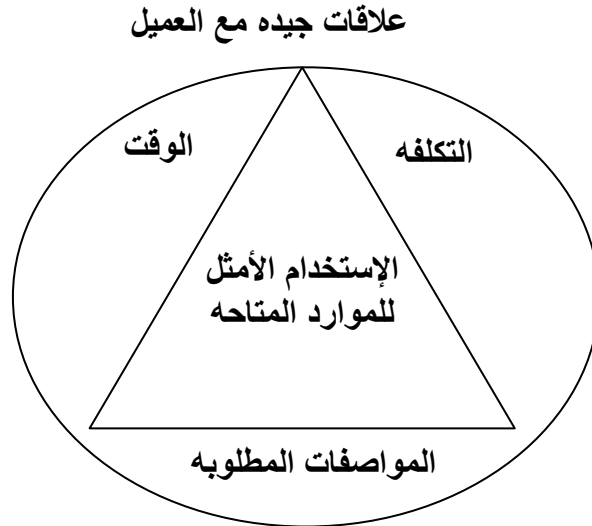 علاقات جيده مع العميل
التكلفه
الوقت
الإستخدام الأمثل
للموارد المتاحه
المواصفات المطلوبه